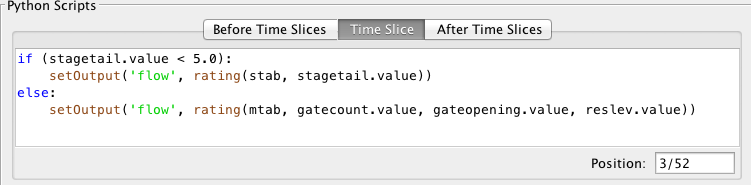 Python Scripts
Before Time Slices Time Slice After Time Slices
if (stagetail.value < 5.0):
    setOutput('flow', rating(stab, stagetail.value))
else:
    setOutput('flow', rating(mtab, gatecount.value, gateopening.value, reslev.value))
Position: 3/52